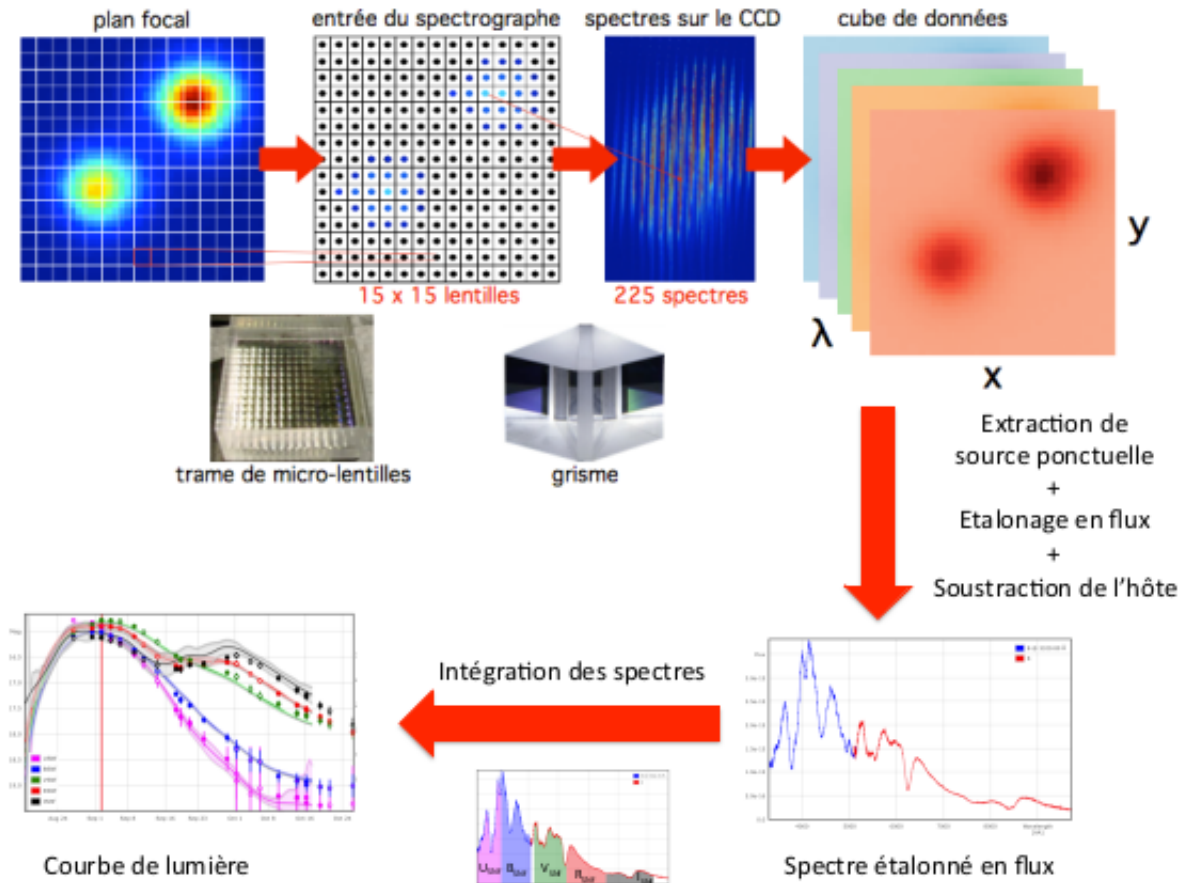 plan focal
entrée du spectrographe
spectres sur le CCD
cube de données
15 x 15 lentilles
225 spectres
y
λ
x
trame de micro-lentilles
grisme
Extraction de
source ponctuelle
+
Etalonage en flux
+
Soustraction de l'hôte
Intégration des spectres
Courbe de lumière
Spectre étalonné en flux